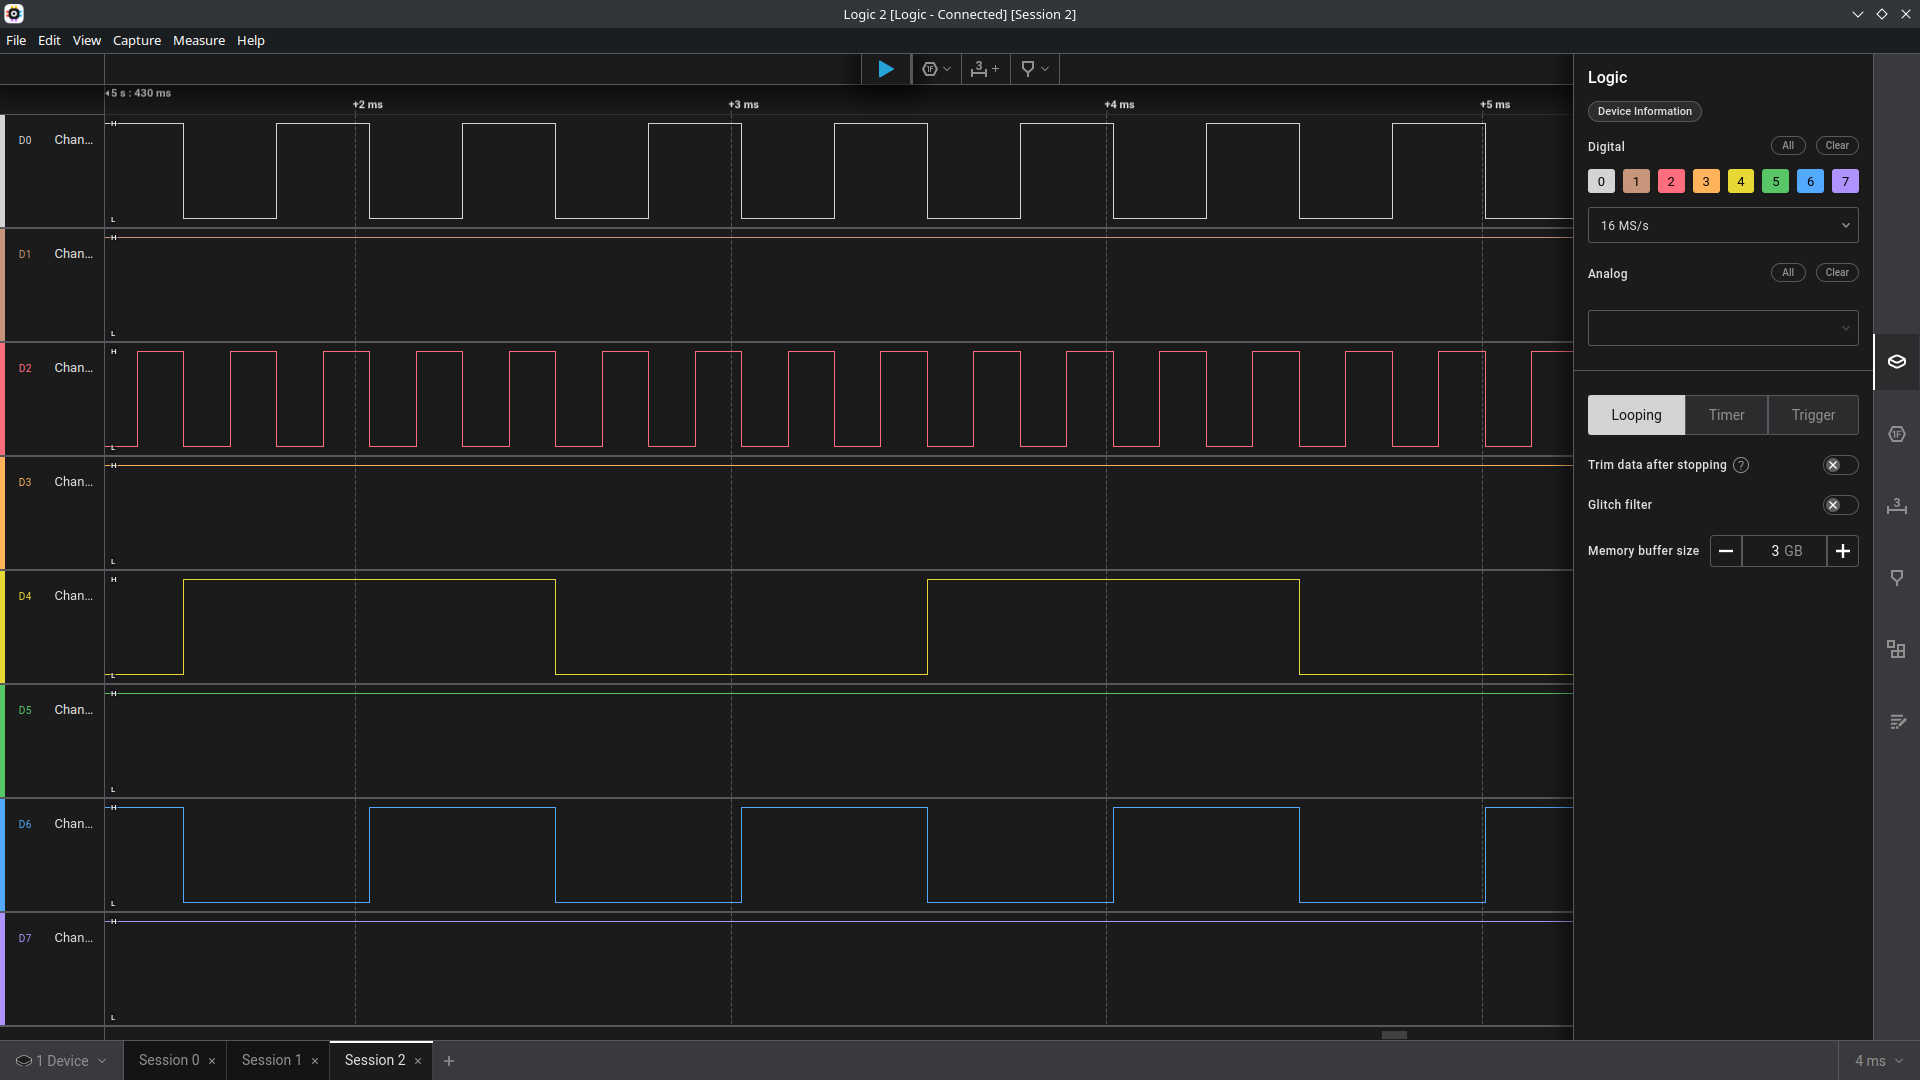 Logic 2 [Logic - Connected] [Session 2]
File Edit View Capture Measure Help
5 s : 430 ms
+2 ms +3 ms +4 ms +5 ms
D0 Chan...
H
L
D1 Chan...
H
L
D2 Chan...
H
L
D3 Chan...
H
L
D4 Chan...
H
L
D5 Chan...
H
L
D6 Chan...
H
L
D7 Chan...
H
L
Logic
Device Information
Digital All Clear
0 1 2 3 4 5 6 7
16 MS/s
Analog All Clear
Looping Timer Trigger
Trim data after stopping ?
Glitch filter
Memory buffer size 3 GB
1F
3
1 Device Session 0 × Session 1 × Session 2 × + 4 ms